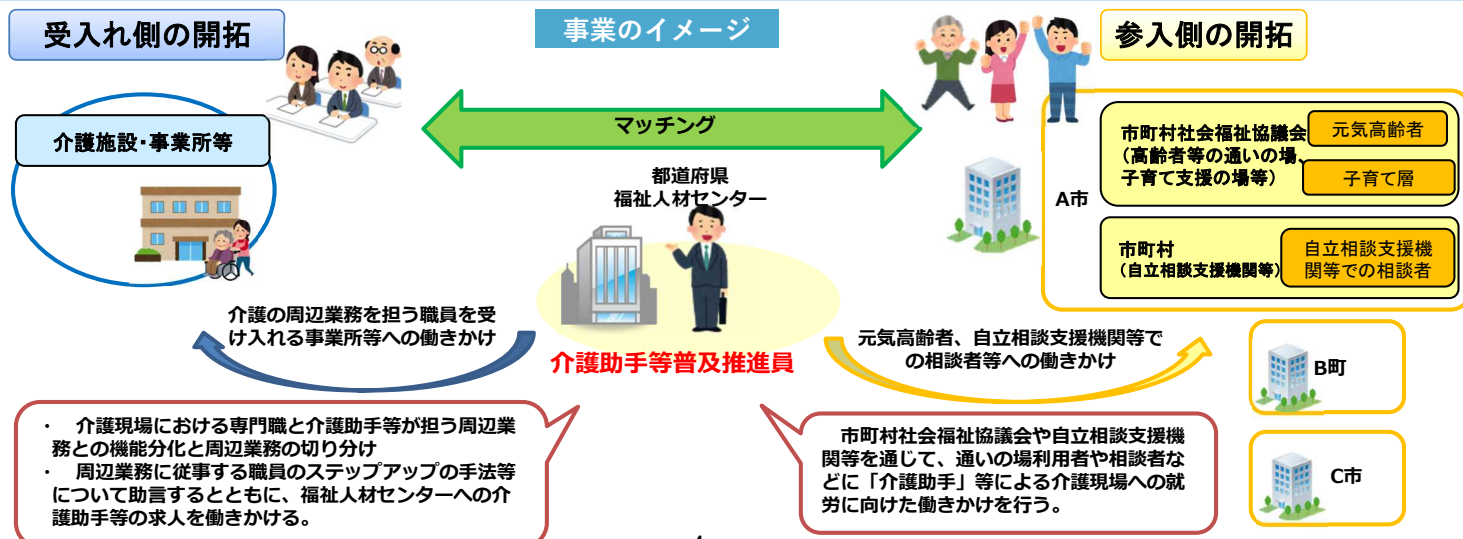 受入れ側の開拓
事業のイメージ
参入側の開拓
介護施設・事業所等
マッチング
都道府県
福祉人材センター
A市
市町村社会福祉協議会
(高齢者等の通いの場、
子育て支援の場等)
元気高齢者
子育て層
市町村
(自立相談支援機関等)
自立相談支援機
関等での相談者
介護の周辺業務を担う職員を受
け入れる事業所等への働きかけ
介護助手等普及推進員
元気高齢者、自立相談支援機関等で
の相談者等への働きかけ
B町
C市
・ 介護現場における専門職と介護助手等が担う周辺業
務との機能分化と周辺業務の切り分け
・ 周辺業務に従事する職員のステップアップの手法等
について助言するとともに、福祉人材センターへの介
護助手等の求人を働きかける。
市町村社会福祉協議会や自立相談支援機
関等を通じて、通いの場利用者や相談者な
どに「介護助手」等による介護現場への就
労に向けた働きかけを行う。